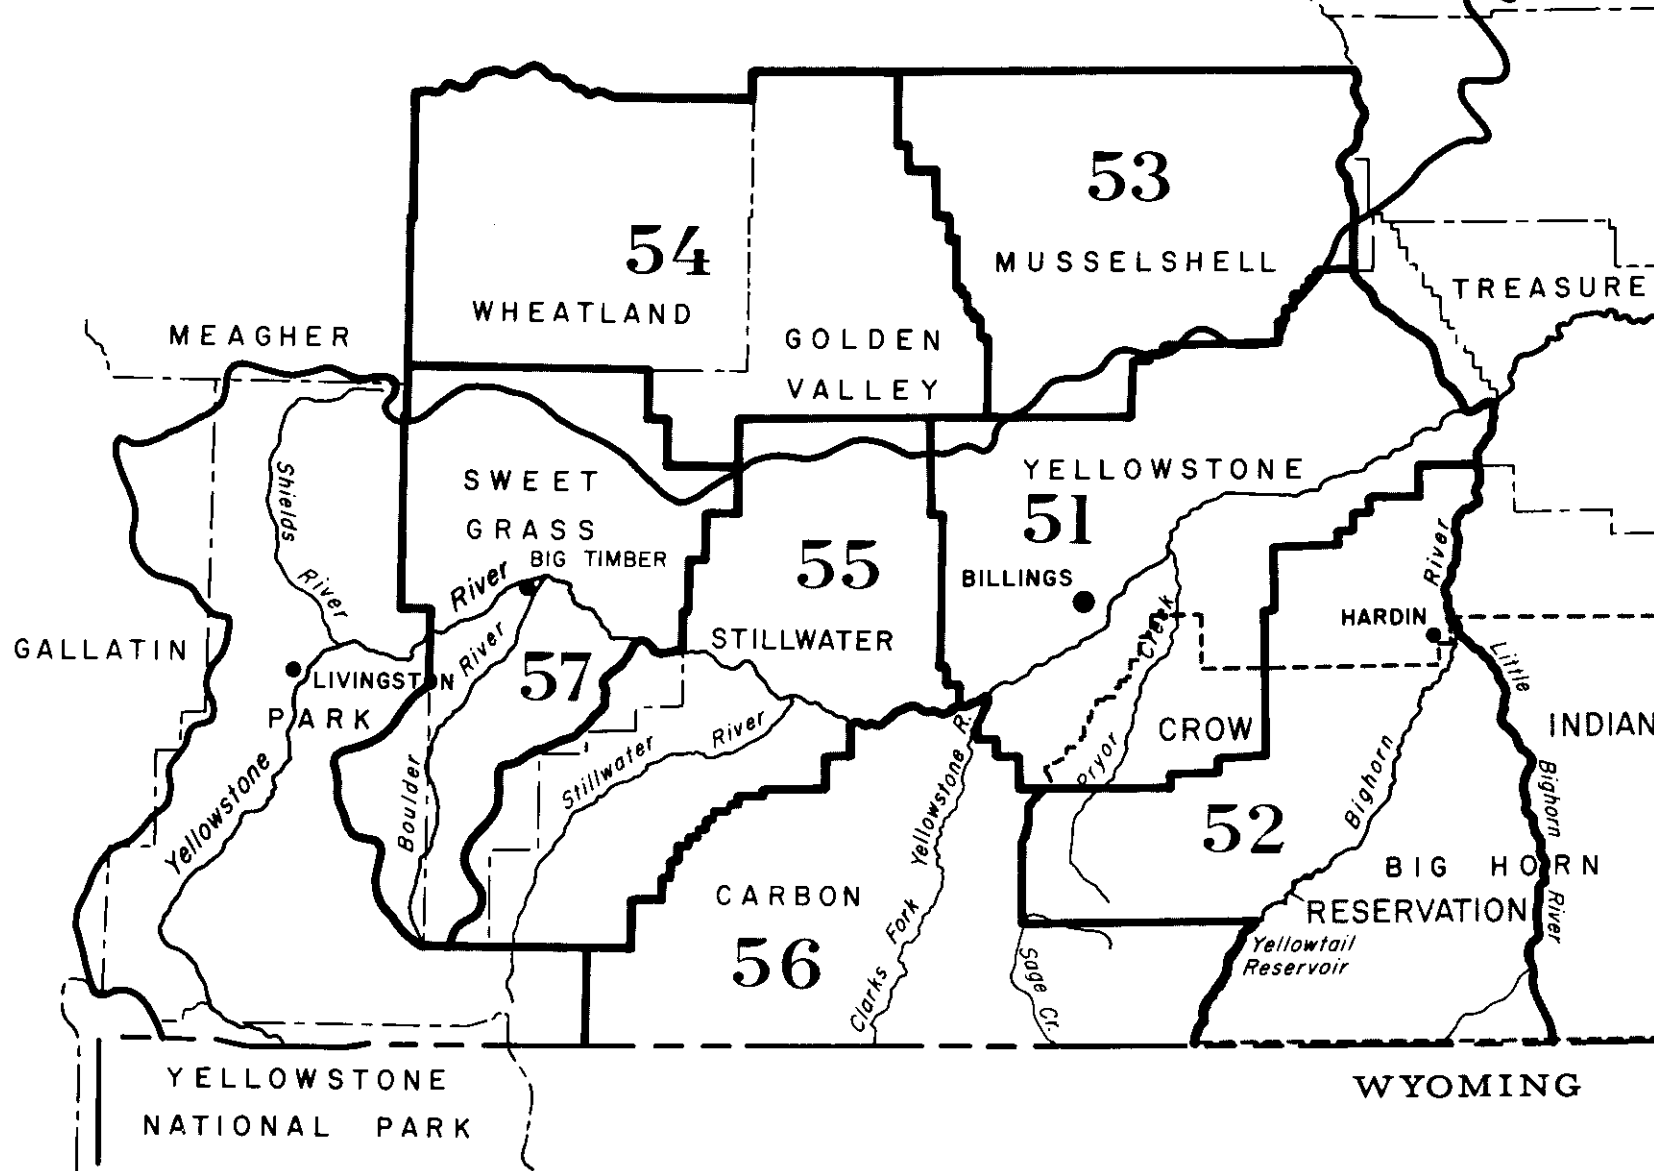 53
54
MUSSELSHELL
TREASURE
WHEATLAND
MEAGHER
GOLDEN
VALLEY
SWEET
GRASS
YELLOWSTONE
51
Shields
River
BIG TIMBER
River
River
55
BILLINGS
River
HARDIN
Creek
GALLATIN
STILLWATER
Little
LIVINGSTON
57
PARK
CROW
INDIAN
Stillwater
River
R.
Yellowstone
Boulder
Pryor
Bighorn
Bighorn
52
Yellowstone
BIG HORN
CARBON
RESERVATION
River
Fork
56
Yellowtail
Reservoir
Clarks
Sage Cr.
YELLOWSTONE
NATIONAL PARK
WYOMING